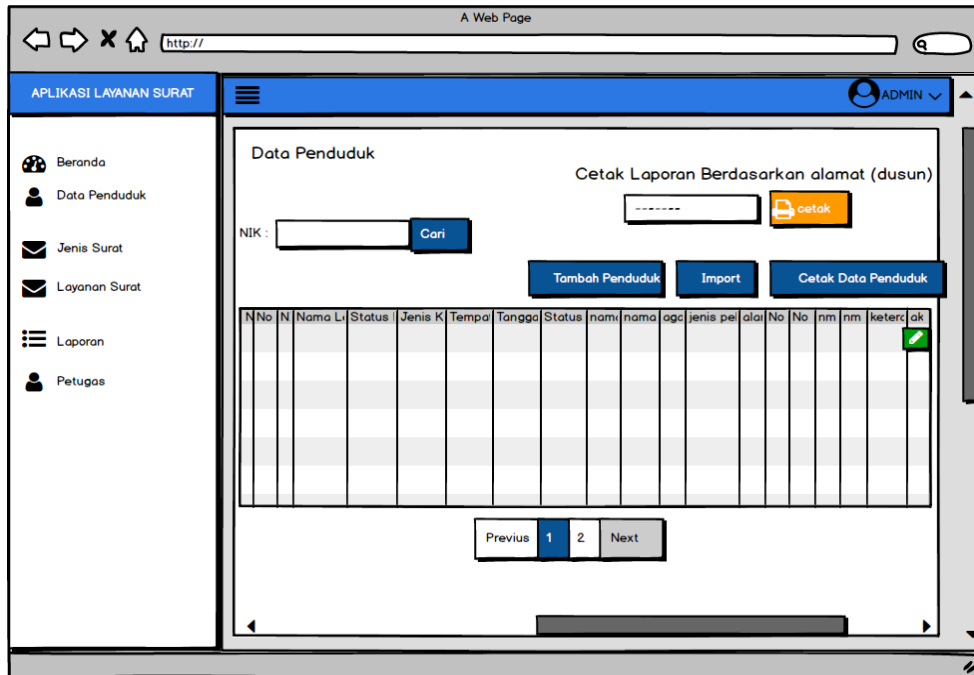 A Web Page
http://
APLIKASI LAYANAN SURAT
ADMIN
Beranda
Data Penduduk
Jenis Surat
Layanan Surat
Laporan
Petugas
Data Penduduk
Cetak Laporan Berdasarkan alamat (dusun)
------- cetak
NIK : Cari
Tambah Penduduk Import Cetak Data Penduduk
N No N Nama Status Jenis K Tempa Tangga Status nama nama aga jenis pe ala No No nm nm ketera ak
Previus 1 2 Next